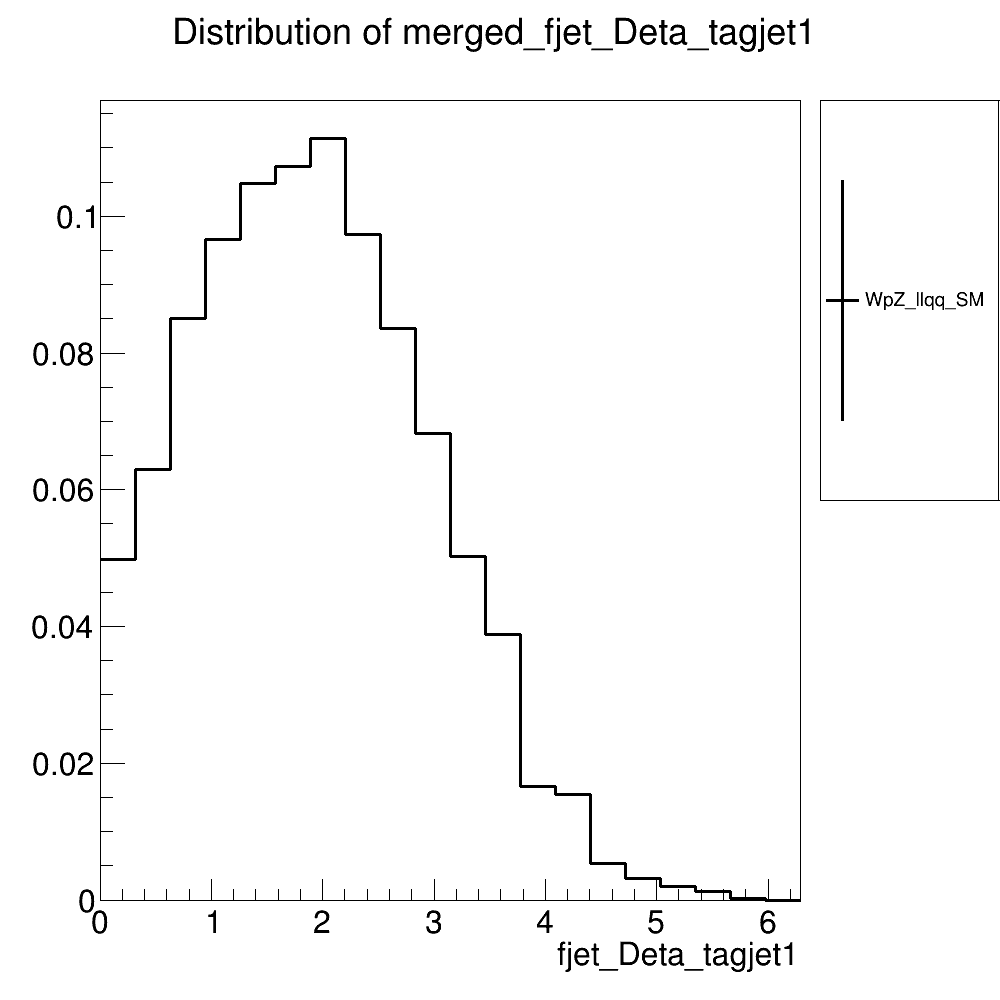 Distribution of merged_fjet_Deta_tagjet1
0.1
0.08
0.06
0.04
0.02
0
0 1 2 3 4 5 6
fjet_Deta_tagjet1
WpZ_llqq_SM